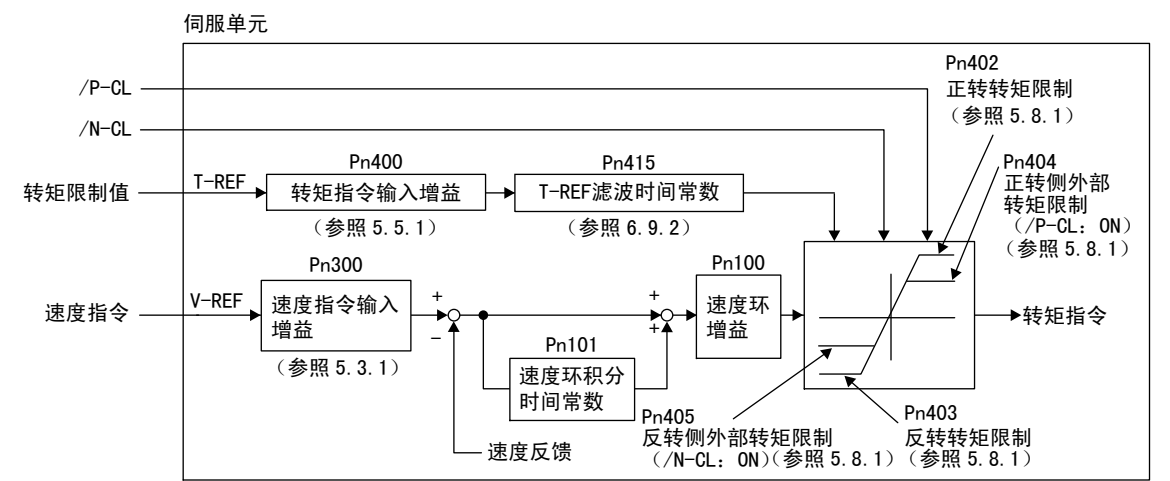 伺服单元
/P-CL
/N-CL
转矩限制值
T-REF
Pn400
转矩指令输入增益
（参照 5.5.1）
Pn415
T-REF滤波时间常数
（参照 6.9.2）
Pn402
正转转矩限制
（参照 5.8.1）
Pn404
正转侧外部
转矩限制
（/P-CL：ON）
（参照 5.8.1）
速度指令
V-REF
Pn300
速度指令输入
增益
（参照 5.3.1）
+
−
Pn101
速度环积分
时间常数
+
+
Pn100
速度环
增益
转矩指令
速度反馈
Pn405
反转侧外部转矩限制
（/N-CL：ON）（参照 5.8.1）
Pn403
反转转矩限制
（参照 5.8.1）